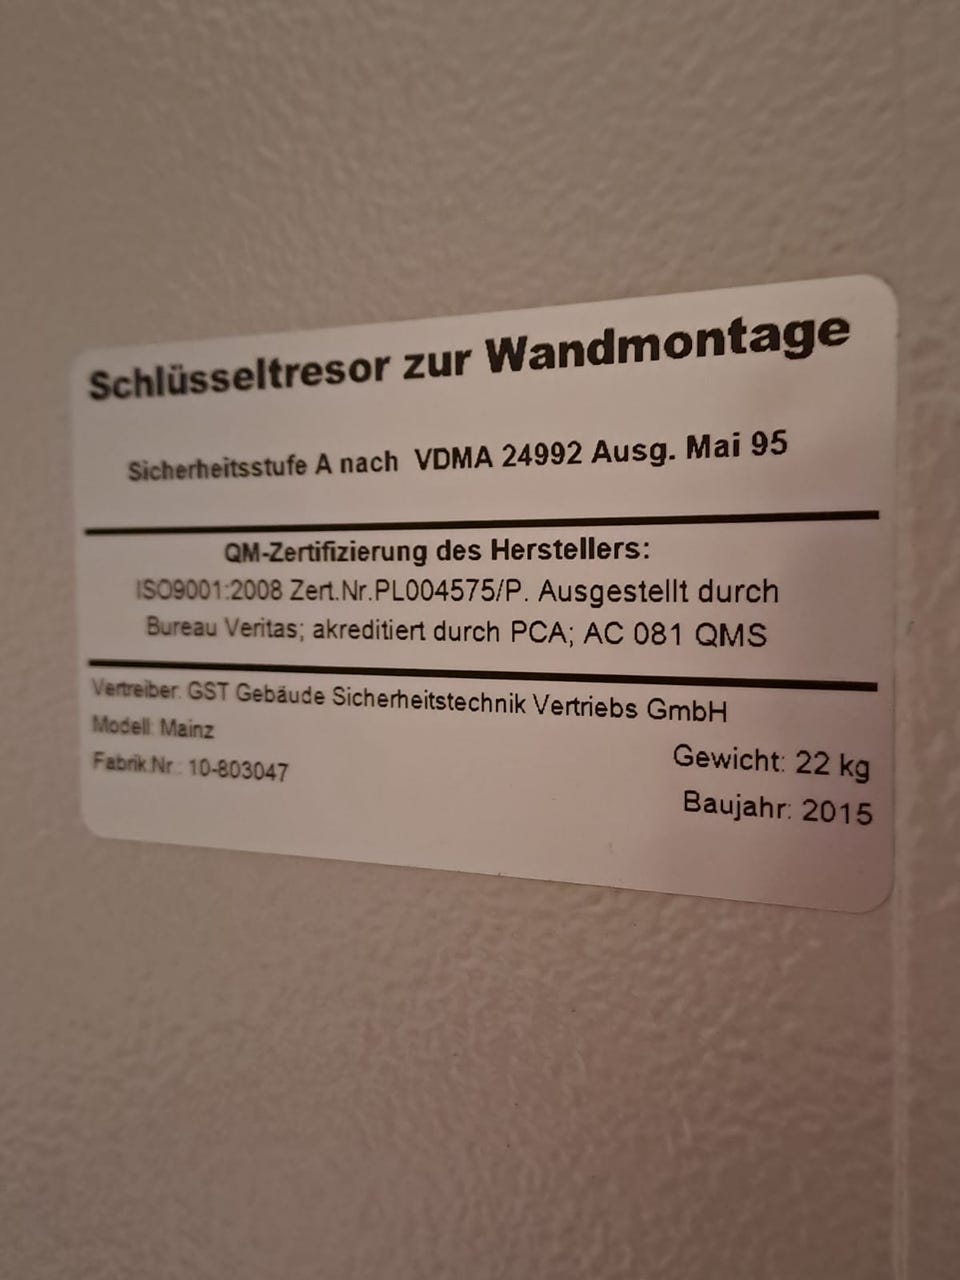 Schlüsseltresor zur Wandmontage
Sicherheitsstufe A nach VDMA 24992 Ausg. Mai 95
QM-Zertifizierung des Herstellers:
ISO9001:2008 Zert.Nr.PL004575/P. Ausgestellt durch
Bureau Veritas; akreditiert durch PCA; AC 081 QMS
Vertreiber: GST Gebäude Sicherheitstechnik Vertriebs GmbH
Modell: Mainz
Gewicht: 22 kg
Fabrik.Nr.: 10-803047
Baujahr: 2015